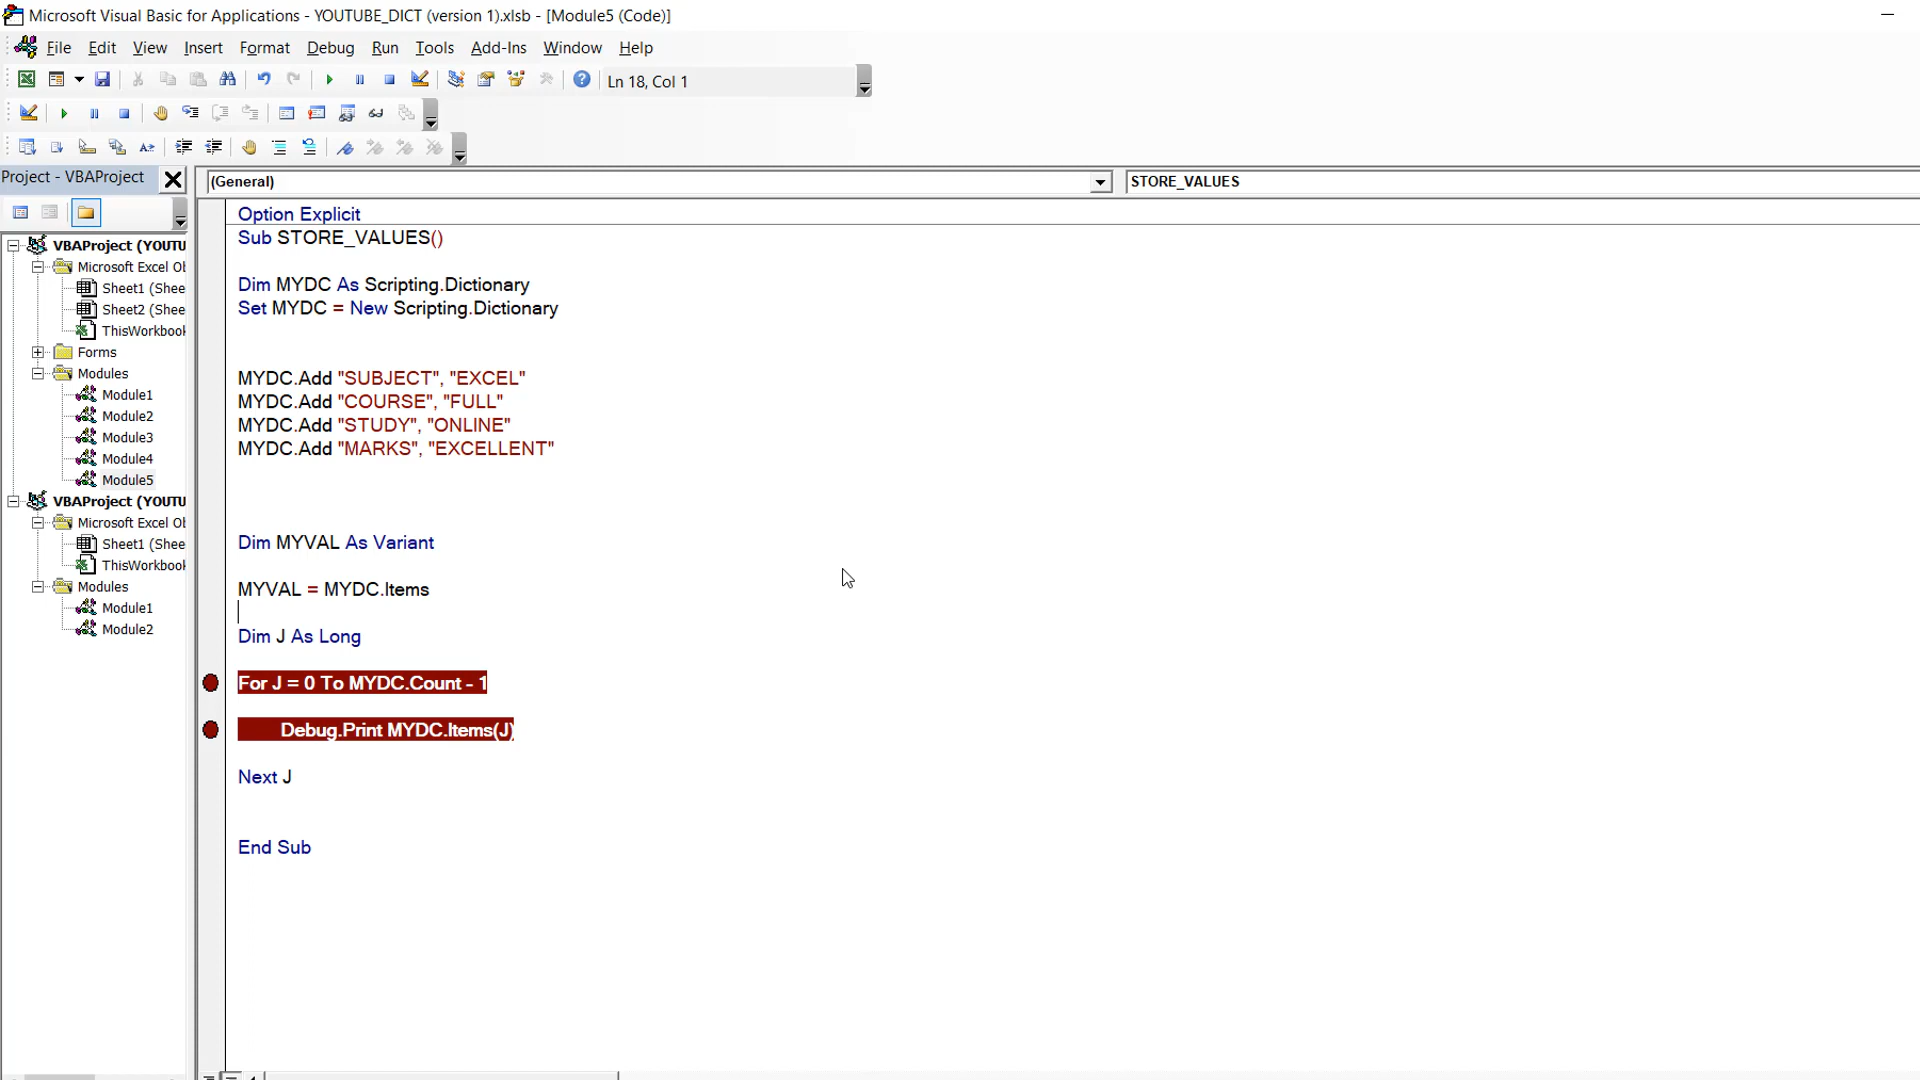 Microsoft Visual Basic for Applications - YOUTUBE_DICT (version 1).xlsb - [Module5 (Code)]
File Edit View Insert Format Debug Run Tools Add-Ins Window Help
Ln 18, Col 1
Project - VBAProject
(General)
STORE_VALUES
VBAProject (YOUTU
Microsoft Excel Ob
Sheet1 (Shee
Sheet2 (Shee
ThisWorkbook
Forms
Modules
Module1
Module2
Module3
Module4
Module5
VBAProject (YOUTU
Microsoft Excel Ob
Sheet1 (Shee
ThisWorkbook
Modules
Module1
Module2
Option Explicit
Sub STORE_VALUES()
Dim MYDC As Scripting.Dictionary
Set MYDC = New Scripting.Dictionary
MYDC.Add "SUBJECT", "EXCEL"
MYDC.Add "COURSE", "FULL"
MYDC.Add "STUDY", "ONLINE"
MYDC.Add "MARKS", "EXCELLENT"
Dim MYVAL As Variant
MYVAL = MYDC.Items
Dim J As Long
For J = 0 To MYDC.Count - 1
Debug.Print MYDC.Items(J)
Next J
End Sub